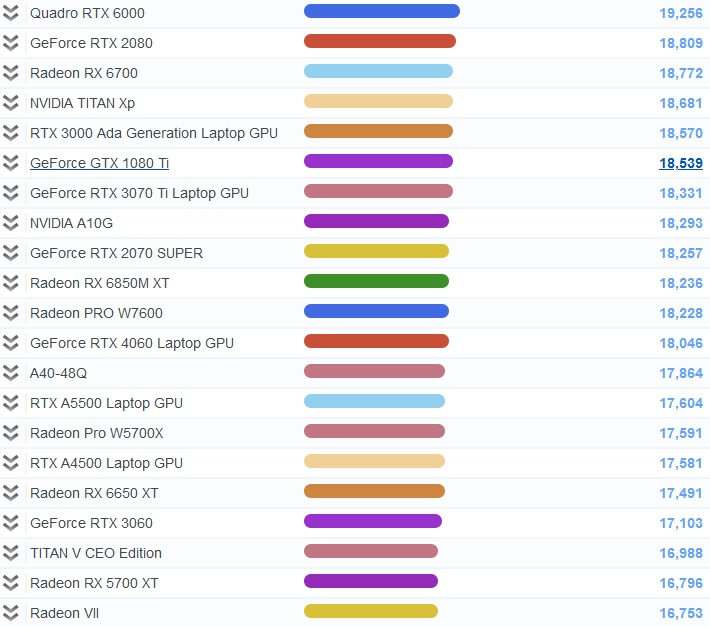 Quadro RTX 6000 19,256
GeForce RTX 2080 18,809
Radeon RX 6700 18,772
NVIDIA TITAN Xp 18,681
RTX 3000 Ada Generation Laptop GPU 18,570
GeForce GTX 1080 Ti 18,539
GeForce RTX 3070 Ti Laptop GPU 18,331
NVIDIA A10G 18,293
GeForce RTX 2070 SUPER 18,257
Radeon RX 6850M XT 18,236
Radeon PRO W7600 18,228
GeForce RTX 4060 Laptop GPU 18,046
A40-48Q 17,864
RTX A5500 Laptop GPU 17,604
Radeon Pro W5700X 17,591
RTX A4500 Laptop GPU 17,581
Radeon RX 6650 XT 17,491
GeForce RTX 3060 17,103
TITAN V CEO Edition 16,988
Radeon RX 5700 XT 16,796
Radeon VII 16,753